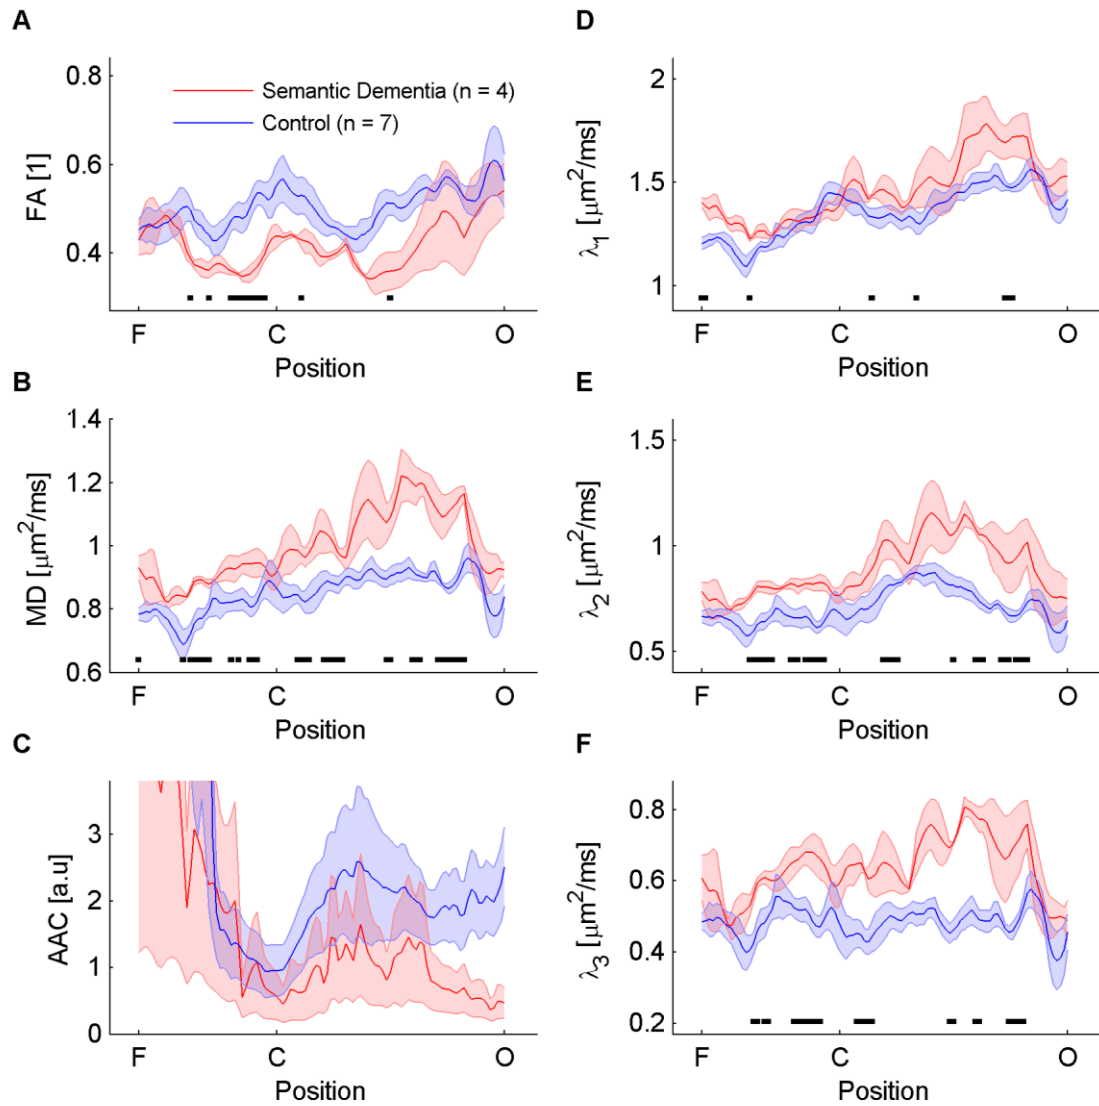 A
FA [1]
0.8
0.6
0.4
Semantic Dementia (n = 4)
Control (n = 7)
F
C
O
Position
B
MD [μm²/ms]
1.4
1.2
1
0.8
0.6
F
C
O
Position
C
AAC [a.u]
3
2
1
0
F
C
O
Position
D
λ₁ [μm²/ms]
2
1.5
1
F
C
O
Position
E
λ₂ [μm²/ms]
1.5
1
0.5
F
C
O
Position
F
λ₃ [μm²/ms]
0.8
0.6
0.4
0.2
F
C
O
Position